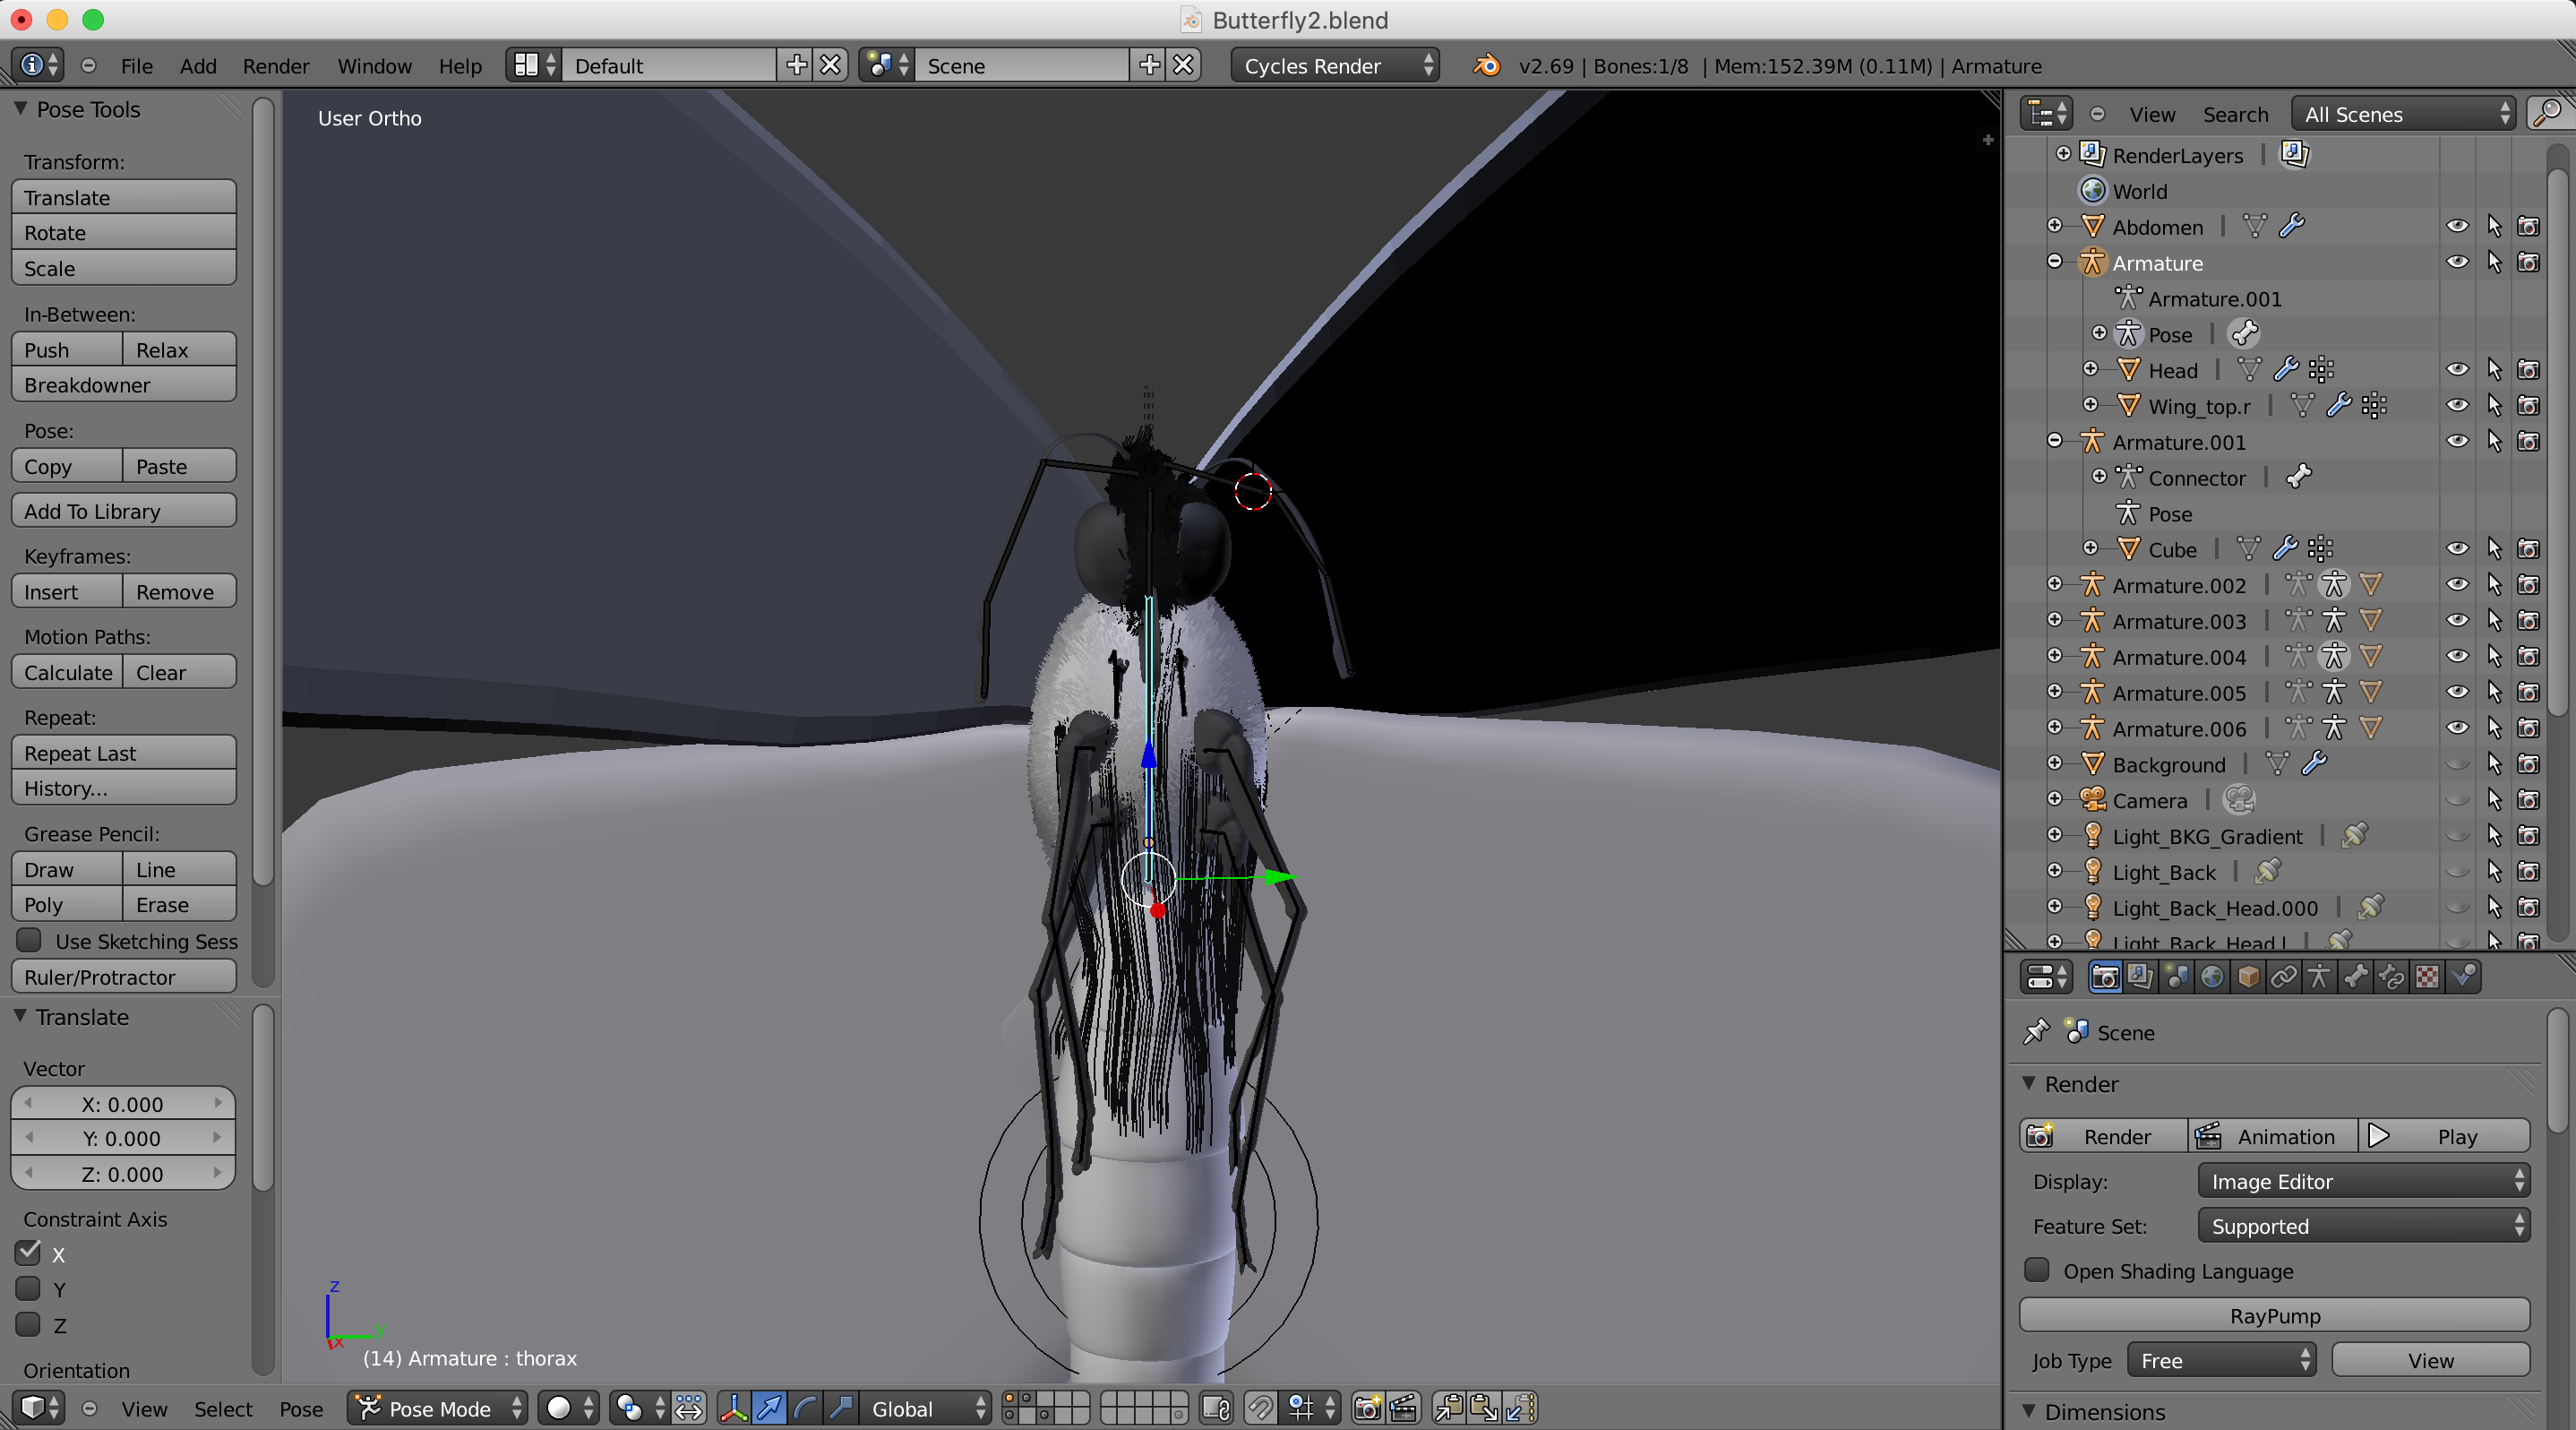 Butterfly2.blend
File Add Render Window Help Default Scene Cycles Render v2.69 | Bones:1/8 | Mem:152.39M (0.11M) | Armature
Pose Tools
Transform:
Translate
Rotate
Scale
In-Between:
Push Relax
Breakdowner
Pose:
Copy Paste
Add To Library
Keyframes:
Insert Remove
Motion Paths:
Calculate Clear
Repeat:
Repeat Last
History...
Grease Pencil:
Draw Line
Poly Erase
Use Sketching Sess
Ruler/Protractor
Translate
Vector
X: 0.000
Y: 0.000
Z: 0.000
Constraint Axis
X
Y
Z
Orientation
User Ortho
z
y
x
(14) Armature : thorax
View Select Pose Pose Mode Global
View Search All Scenes
RenderLayers |
World
Abdomen |
Armature
Armature.001
Pose |
Head |
Wing_top.r |
Armature.001
Connector |
Pose
Cube |
Armature.002 |
Armature.003 |
Armature.004 |
Armature.005 |
Armature.006 |
Background |
Camera |
Light_BKG_Gradient |
Light_Back |
Light_Back_Head.000 |
Light_Back_Head.l |
Scene
Render
Render Animation Play
Display: Image Editor
Feature Set: Supported
Open Shading Language
RayPump
Job Type Free View
Dimensions